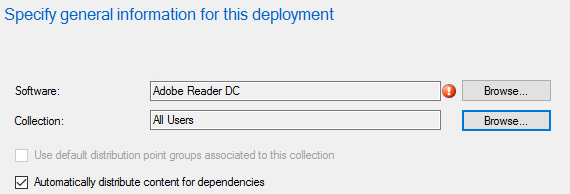 Specify general information for this deployment
Software: Adobe Reader DC Browse...
Collection: All Users Browse...
Use default distribution point groups associated to this collection
Automatically distribute content for dependencies